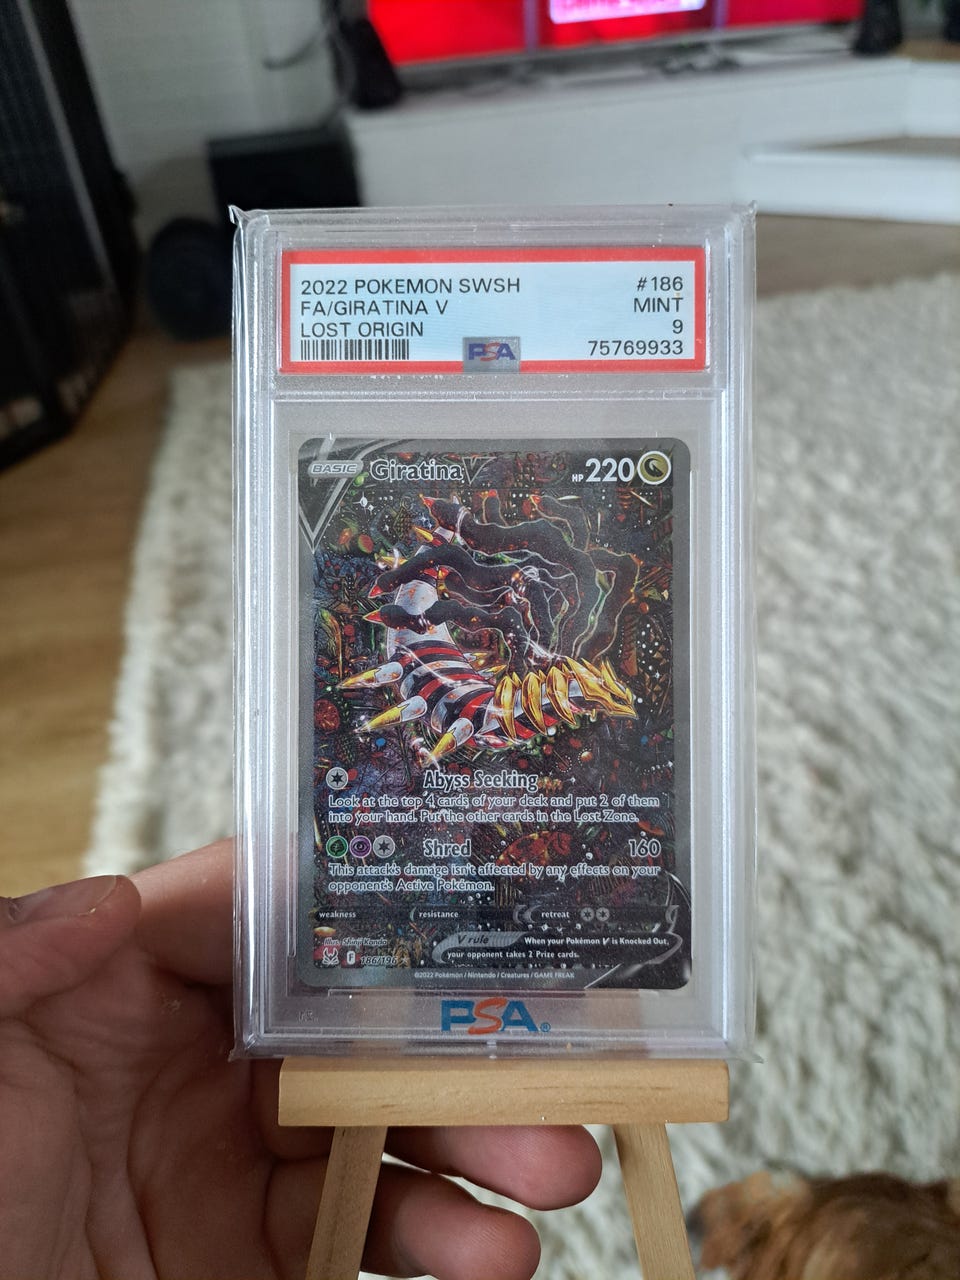 2022 POKEMON SWSH #186
FA/GIRATINA V MINT
LOST ORIGIN 9
PSA 75769933
BASIC Giratina V HP 220
Abyss Seeking
Look at the top 4 cards of your deck and put 2 of them
into your hand. Put the other cards in the Lost Zone.
Shred 160
This attack's damage isn't affected by any effects on your
opponent's Active Pokémon.
weakness resistance retreat
Illus. Shinji Kanda
V rule When your Pokémon V is Knocked Out,
your opponent takes 2 Prize cards.
F 186/196
©2022 Pokémon / Nintendo / Creatures / GAME FREAK
PSA®